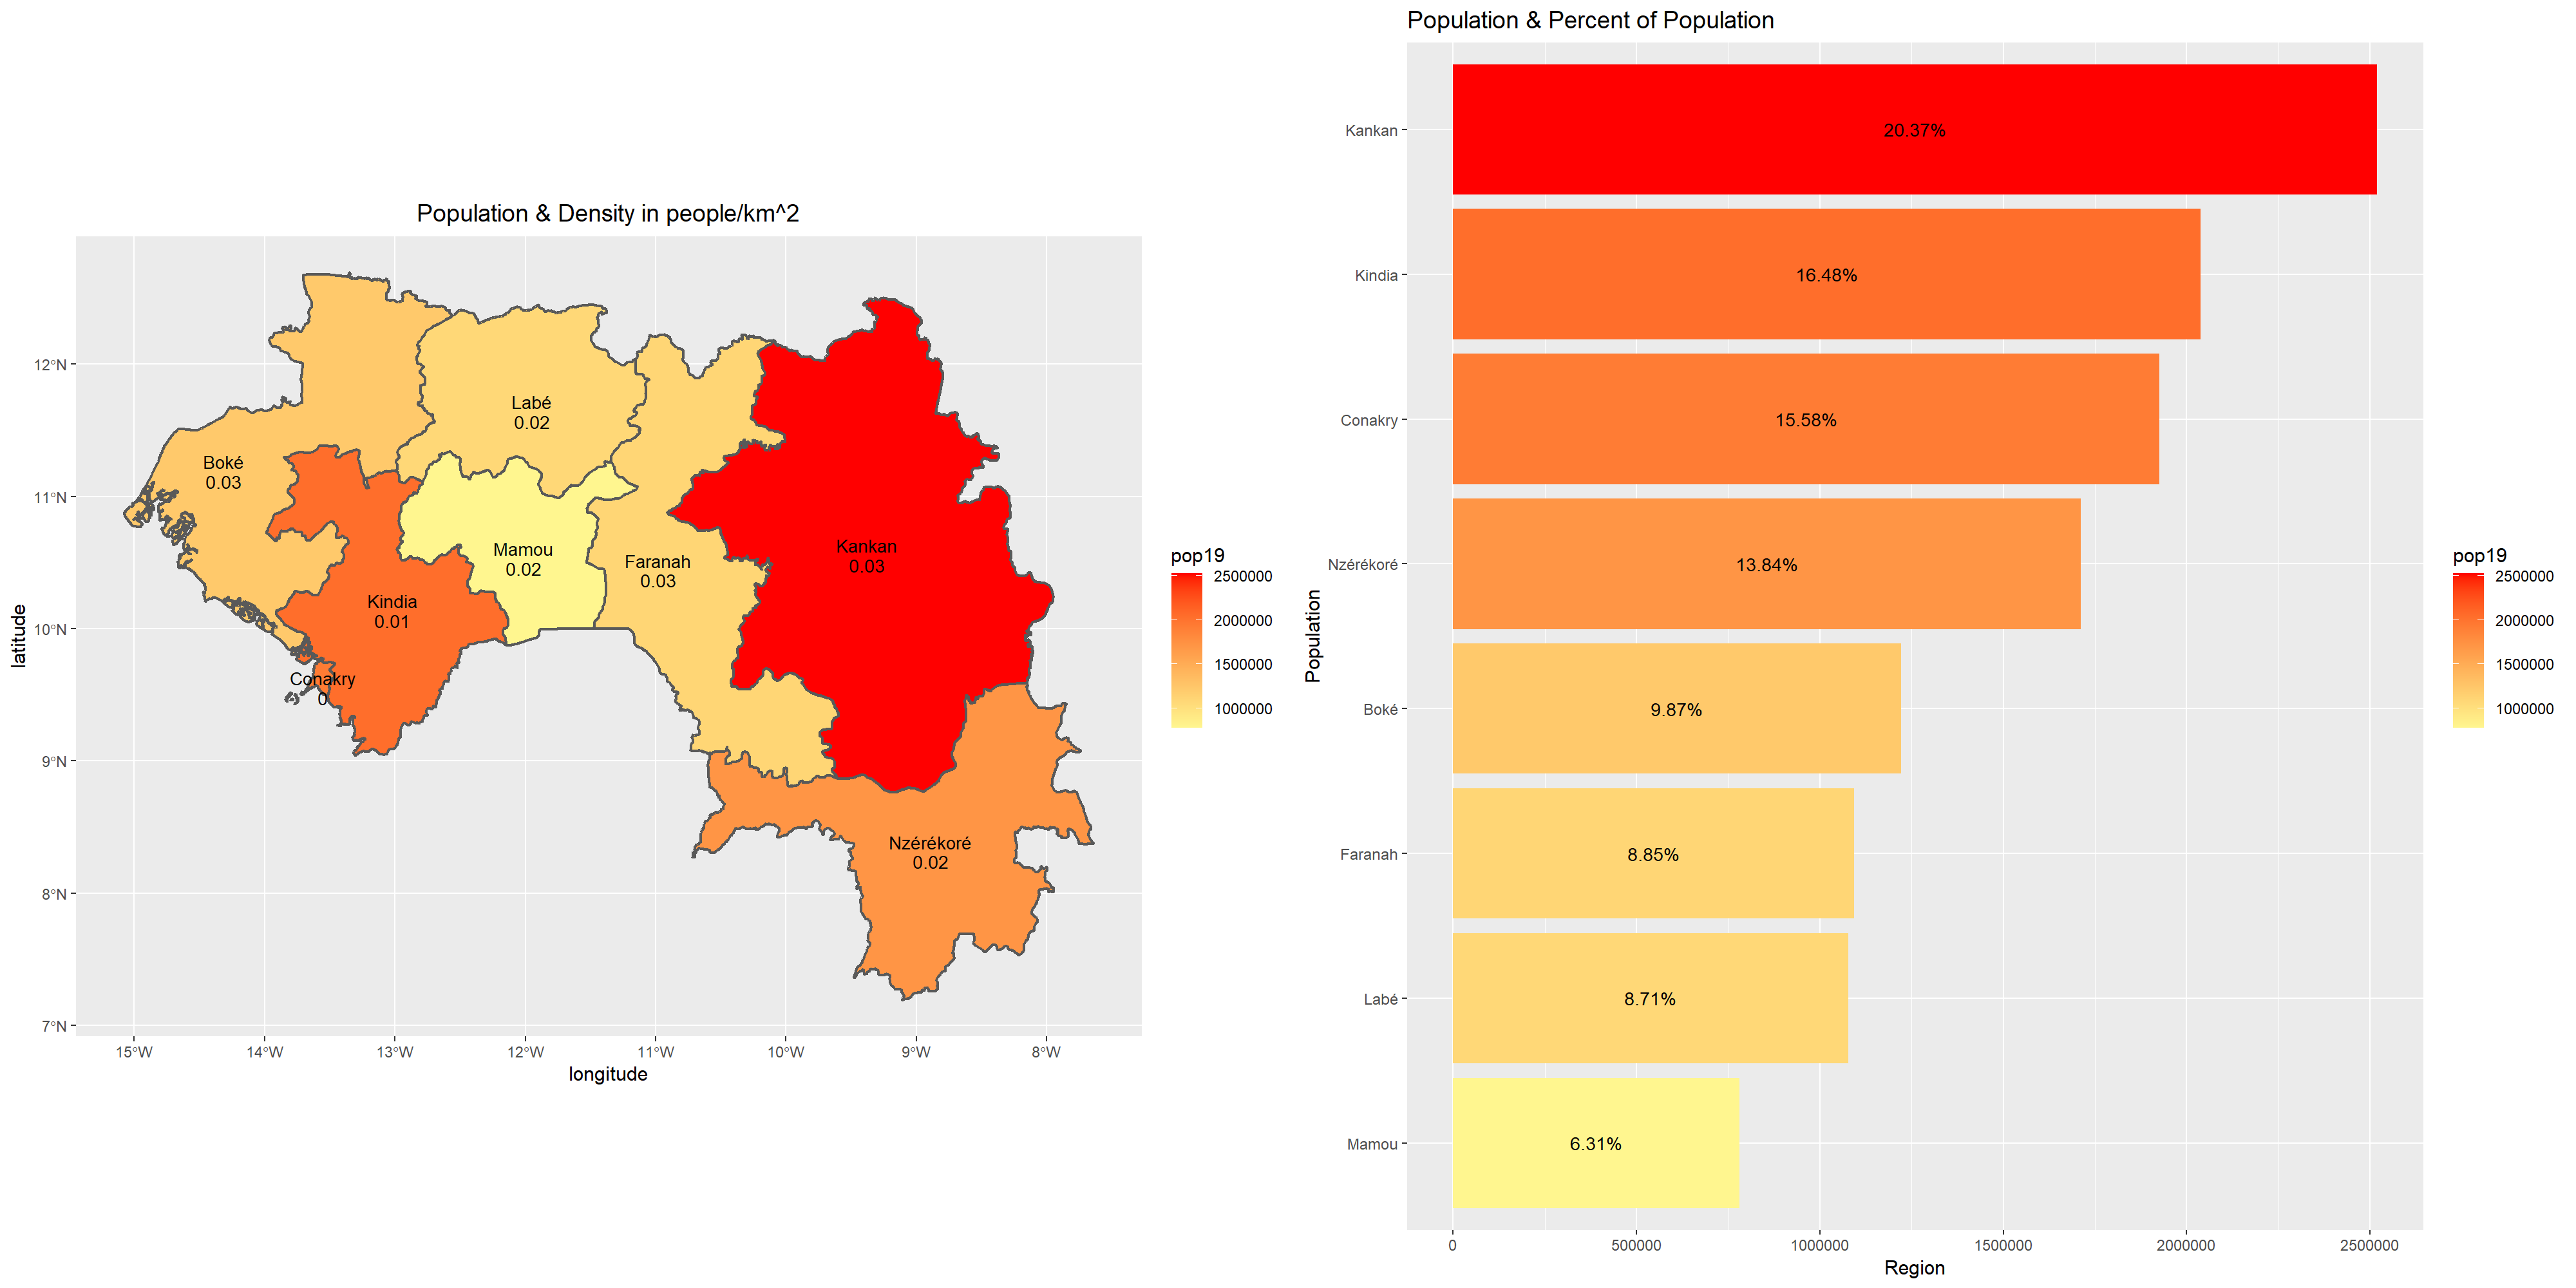 Population & Density in people/km^2
12°N
11°N
10°N
9°N
8°N
7°N
latitude
Labé
0.02
Boké
0.03
Mamou
0.02
Faranah
0.03
Kankan
0.03
Kindia
0.01
Conakry
0
Nzérékoré
0.02
15°W
14°W
13°W
12°W
11°W
10°W
9°W
8°W
longitude
pop19
2500000
2000000
1500000
1000000
Population & Percent of Population
Population
Kankan
20.37%
Kindia
16.48%
Conakry
15.58%
Nzérékoré
13.84%
Boké
9.87%
Faranah
8.85%
Labé
8.71%
Mamou
6.31%
0
500000
1000000
1500000
2000000
2500000
Region
pop19
2500000
2000000
1500000
1000000